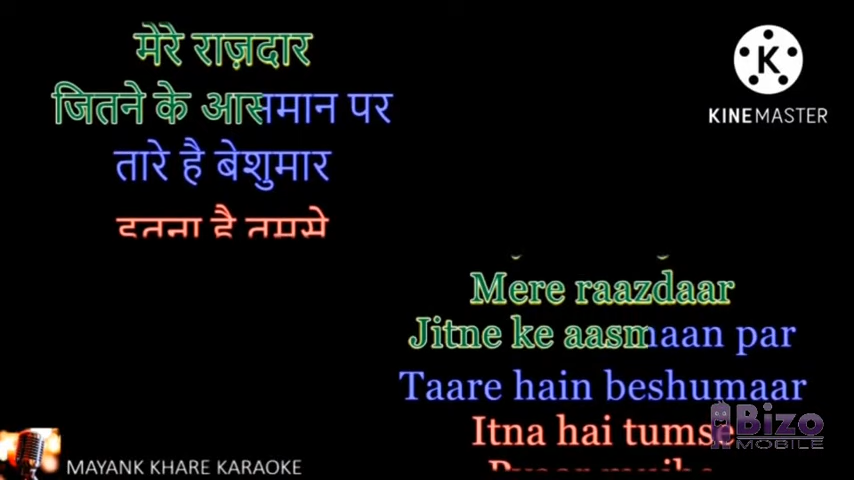 मेरे राज़दार
जितने के आसमान पर
तारे है बेशुमार
इतना है तुमसे
KINEMASTER
Mere raazdaar
Jitne ke aasmaan par
Taare hain beshumaar
Itna hai tumse
Bizo
MOBILE
MAYANK KHARE KARAOKE